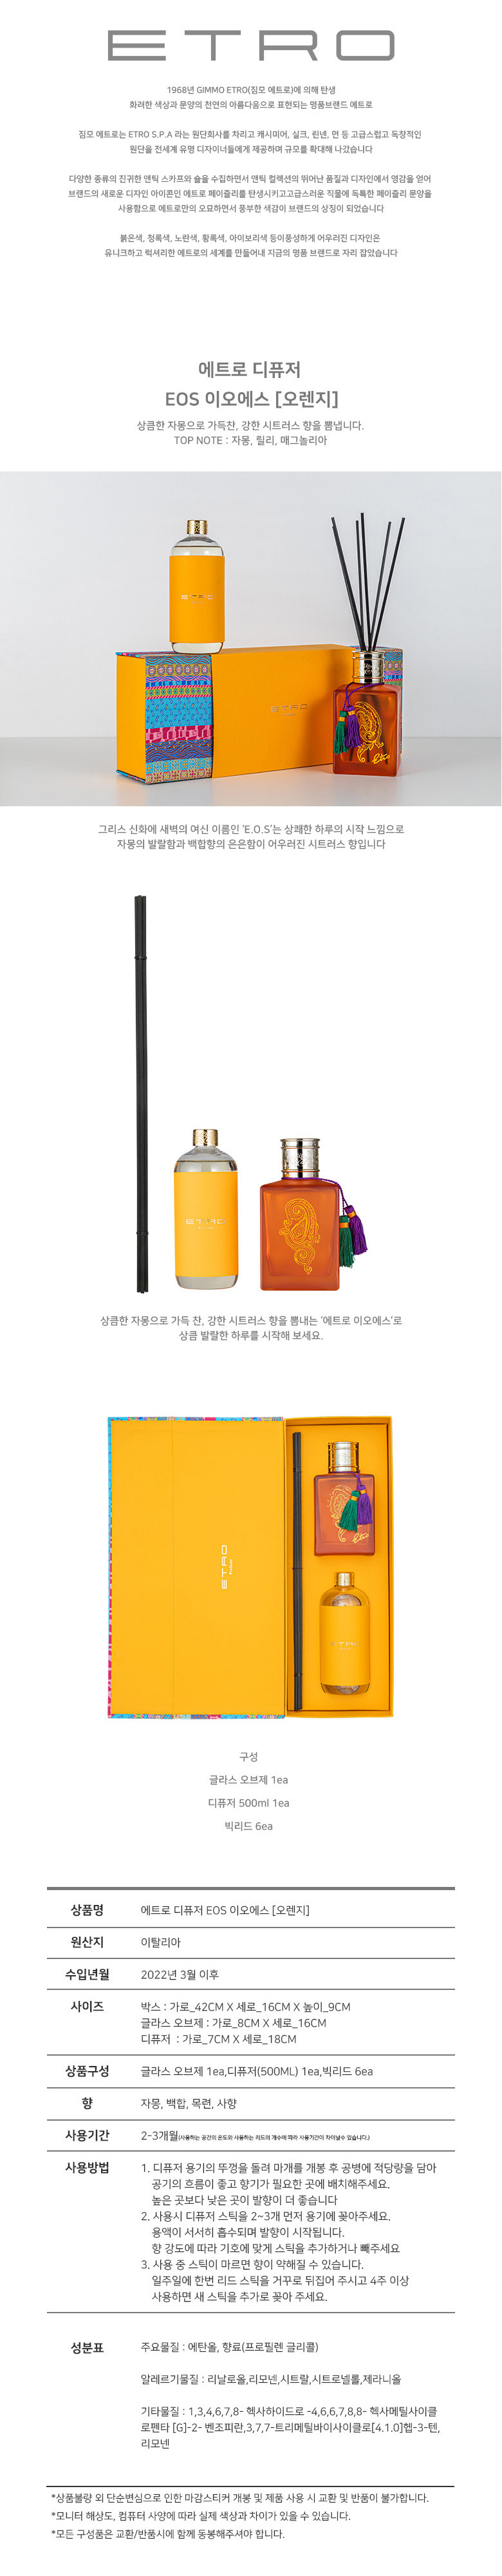 ETRO
1968년 GIMMO ETRO(짐모 에트로)에 의해 탄생
화려한 색상과 문양의 천연의 아름다움으로 표현되는 명품브랜드 에트로
짐모 에트로는 ETRO S.P.A 라는 원단회사를 차리고 캐시미어, 실크, 린넨, 면 등 고급스럽고 독창적인
원단을 전세계 유명 디자이너들에게 제공하며 규모를 확대해 나갔습니다
다양한 종류의 진귀한 앤틱 스카프와 숄을 수집하면서 앤틱 컬렉션의 뛰어난 품질과 디자인에서 영감을 얻어
브랜드의 새로운 디자인 아이콘인 에트로 페이즐리를 탄생시키고고급스러운 직물에 독특한 페이즐리 문양을
사용함으로 에트로만의 오묘하면서 풍부한 색감이 브랜드의 상징이 되었습니다
붉은색, 청록색, 노란색, 황록색, 아이보리색 등이풍성하게 어우러진 디자인은
유니크하고 럭셔리한 에트로의 세계를 만들어내 지금의 명품 브랜드로 자리 잡았습니다
에트로 디퓨저
EOS 이오에스 [오렌지]
상큼한 자몽으로 가득찬, 강한 시트러스 향을 뿜냅니다.
TOP NOTE : 자몽, 릴리, 매그놀리아
ETRO
ETRO
Etro
그리스 신화에 새벽의 여신 이름인 ‘E.O.S’는 상쾌한 하루의 시작 느낌으로
자몽의 발랄함과 백합향의 은은함이 어우러진 시트러스 향입니다
ETRO
상큼한 자몽으로 가득 찬, 강한 시트러스 향을 뿜내는 ‘에트로 이오에스’로
상큼 발랄한 하루를 시작해 보세요.
ETRO
Etro
ETRO
구성
글라스 오브제 1ea
디퓨저 500ml 1ea
빅리드 6ea
상품명 에트로 디퓨저 EOS 이오에스 [오렌지]
원산지 이탈리아
수입년월 2022년 3월 이후
사이즈 박스 : 가로_42CM X 세로_16CM X 높이_9CM
글라스 오브제 : 가로_8CM X 세로_16CM
디퓨저 : 가로_7CM X 세로_18CM
상품구성 글라스 오브제 1ea,디퓨저(500ML) 1ea,빅리드 6ea
향 자몽, 백합, 목련, 사향
사용기간 2-3개월(사용하는 공간의 온도와 사용하는 리드의 개수에 따라 사용기간이 차이날수 있습니다.)
사용방법 1. 디퓨저 용기의 뚜껑을 돌려 마개를 개봉 후 공병에 적당량을 담아
공기의 흐름이 좋고 향기가 필요한 곳에 배치해주세요.
높은 곳보다 낮은 곳이 발향이 더 좋습니다
2. 사용시 디퓨저 스틱을 2~3개 먼저 용기에 꽂아주세요.
용액이 서서히 흡수되며 발향이 시작됩니다.
향 강도에 따라 기호에 맞게 스틱을 추가하거나 빼주세요
3. 사용 중 스틱이 마르면 향이 약해질 수 있습니다.
일주일에 한번 리드 스틱을 거꾸로 뒤집어 주시고 4주 이상
사용하면 새 스틱을 추가로 꽂아 주세요.
성분표 주요물질 : 에탄올, 향료(프로필렌 글리콜)
알레르기물질 : 리날로올,리모넨,시트랄,시트로넬롤,제라니올
기타물질 : 1,3,4,6,7,8- 헥사하이드로 -4,6,6,7,8,8- 헥사메틸사이클
로펜타 [G]-2- 벤조피란,3,7,7-트리메틸바이사이클로[4.1.0]헵-3-텐,
리모넨
*상품불량 외 단순변심으로 인한 마감스티커 개봉 및 제품 사용 시 교환 및 반품이 불가합니다.
*모니터 해상도, 컴퓨터 사양에 따라 실제 색상과 차이가 있을 수 있습니다.
*모든 구성품은 교환/반품시에 함께 동봉해주셔야 합니다.